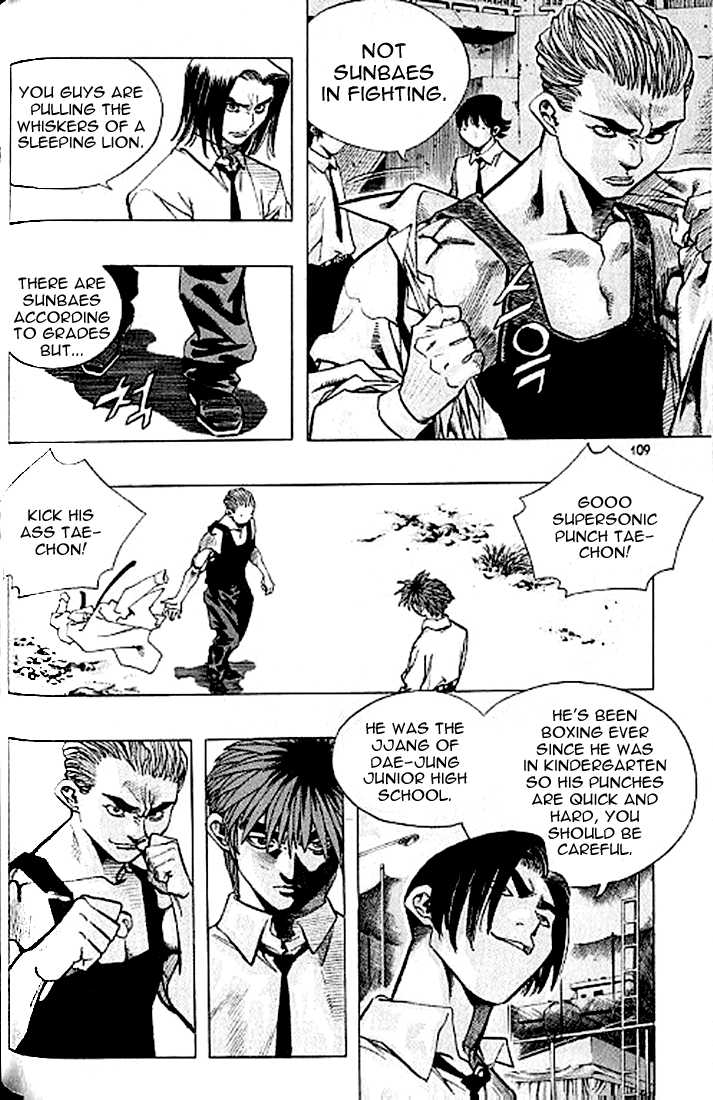 YOU GUYS ARE
PULLING THE
WHISKERS OF A
SLEEPING LION.
THERE ARE
SUNBAES
ACCORDING
TO GRADES
BUT...
NOT
SUNBAES
IN FIGHTING.
109
KICK HIS
ASS TAE-
CHON!
GOOO
SUPERSONIC
PUNCH TAE-
CHON!
HE WAS THE
JJANG OF
DAE-JUNG
JUNIOR HIGH
SCHOOL.
HE'S BEEN
BOXING EVER
SINCE HE WAS
IN KINDERGARTEN
SO HIS PUNCHES
ARE QUICK AND
HARD, YOU
SHOULD BE
CAREFUL.